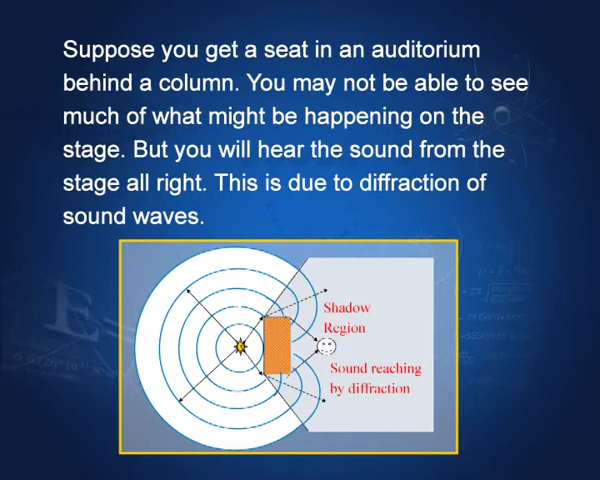 Suppose you get a seat in an auditorium
behind a column. You may not be able to see
much of what might be happening on the
stage. But you will hear the sound from the
stage all right. This is due to diffraction of
sound waves.
Shadow
Region
Sound reaching
by diffraction